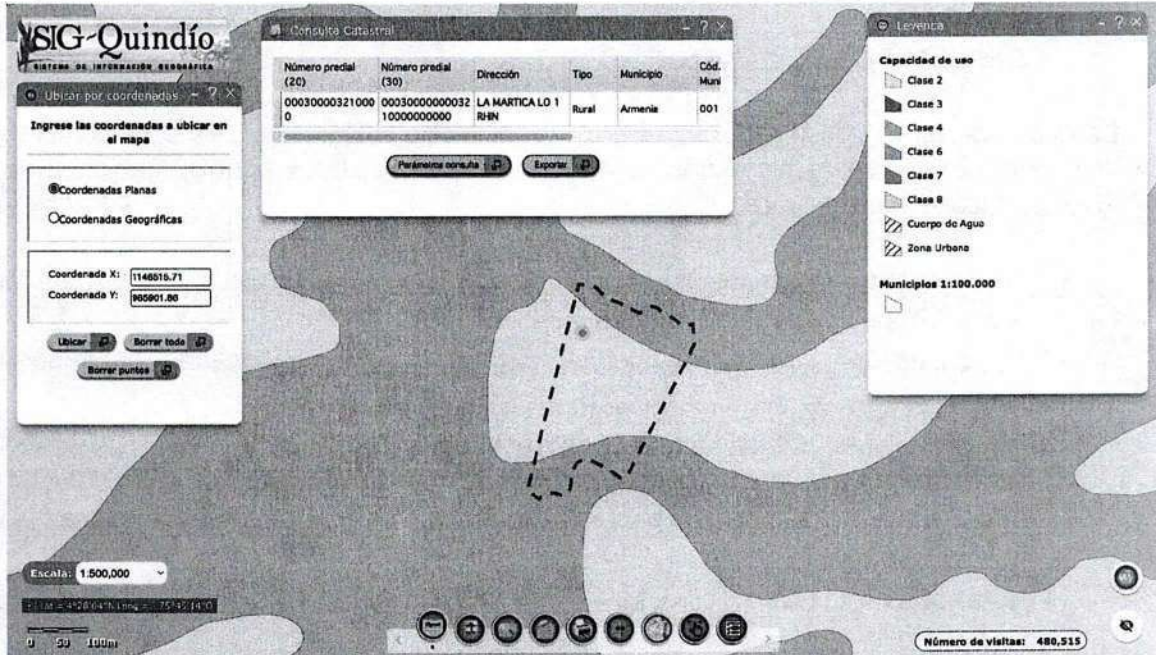 SIG-Quindío
SISTEMA DE INFORMACIÓN GEOGRÁFICA
Ubicar por coordenadas - ? ×
Ingrese las coordenadas a ubicar en
el mapa
Coordenadas Planas
Coordenadas Geográficas
Coordenada X: 1146515.71
Coordenada Y: 985901.86
Ubicar
Borrar todo
Borrar puntos
Consulta Catastral - ? ×
Número predial (20) Número predial (30) Dirección Tipo Municipio Cód. Muni
00030000321000 00030000000032 LA MARTICA LO 1
0 10000000000 RHIN Rural Armenia 001
Parámetros consulta
Exportar
- ? ×
Capacidad de uso
Clase 2
Clase 3
Clase 4
Clase 6
Clase 7
Clase 8
Cuerpo de Agua
Zona Urbana
Municipios 1:100.000
Escala: 1:500,000
0 50 100m
Número de visitas: 480,515